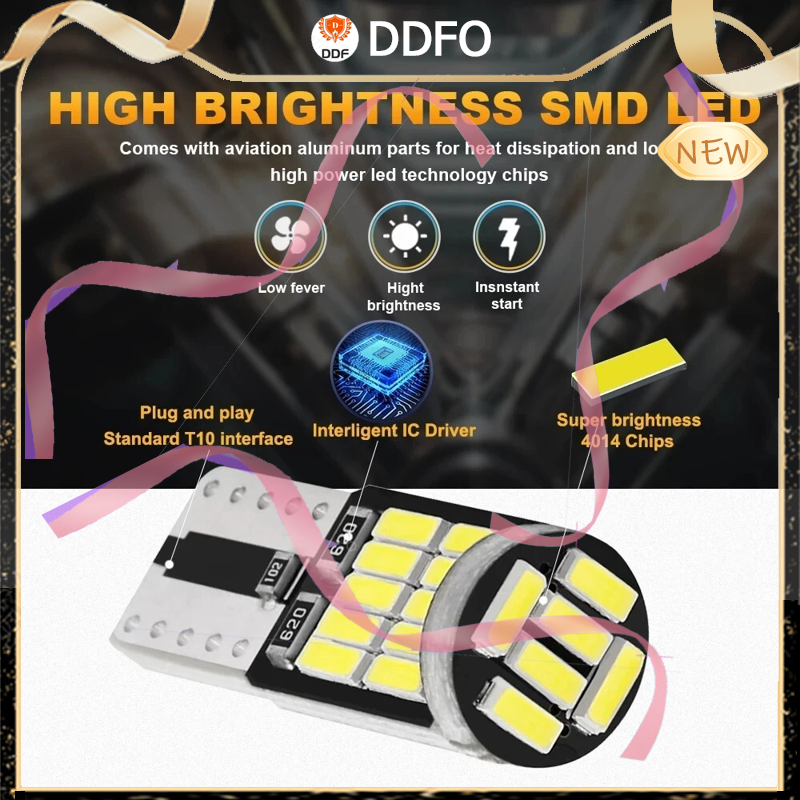 DDF
DDFO
HIGH BRIGHTNESS SMD LED
Comes with aviation aluminum parts for heat dissipation and
NEW
high power led technology chips
Low fever
Hight
brightness
Insnstant
start
Plug and play
Standard T10 interface
Interligent IC Driver
Super brightness
4014 Chips
620
102
620